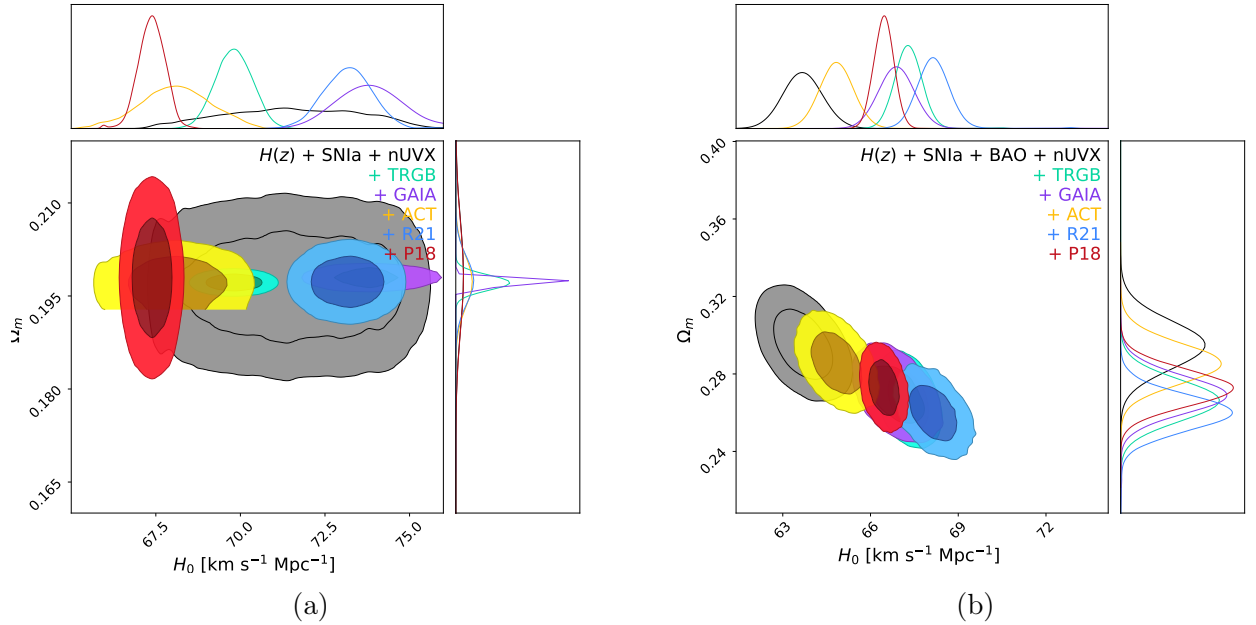 H(z) + SNIa + nUVX
+ TRGB
+ GAIA
+ ACT
+ R21
+ P18
0.210
0.195
0.180
0.165
Ωm
67.5
70.0
72.5
75.0
H₀ [km s⁻¹ Mpc⁻¹]
(a)
H(z) + SNIa + BAO + nUVX
+ TRGB
+ GAIA
+ ACT
+ R21
+ P18
0.40
0.36
0.32
0.28
0.24
Ωₘ
63
66
69
72
H₀ [km s⁻¹ Mpc⁻¹]
(b)